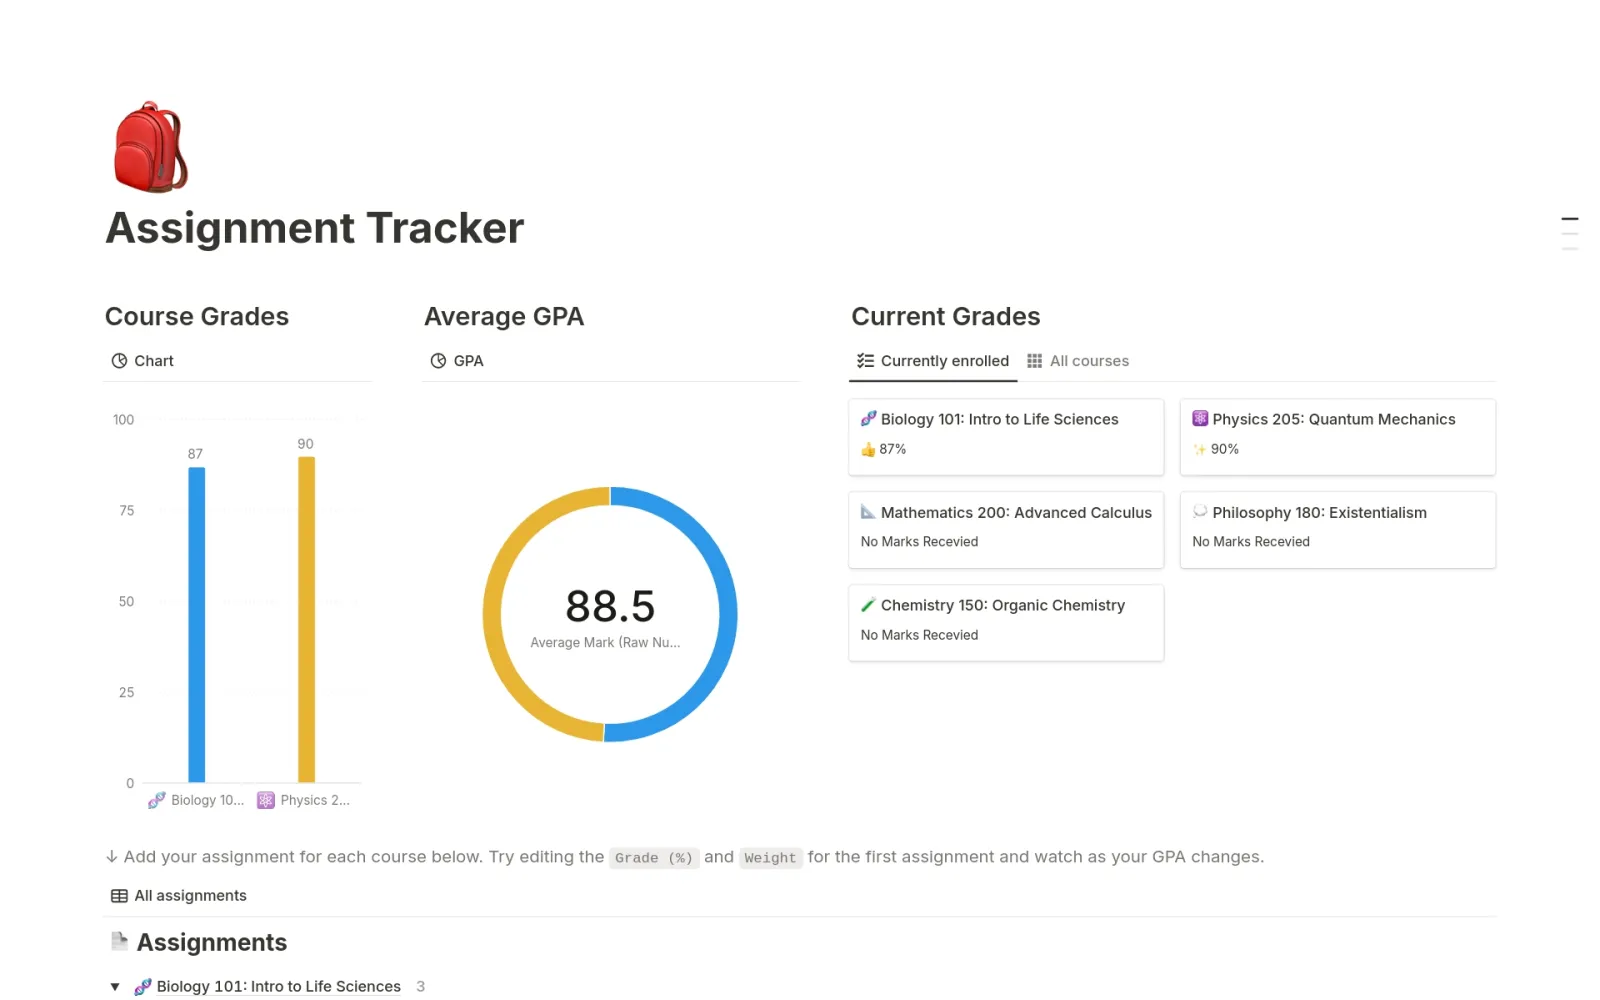 Assignment Tracker
Course Grades
Chart
100
75
50
25
0
87
90
Biology 10...
Physics 2...
Average GPA
GPA
88.5
Average Mark (Raw Nu...
Current Grades
Currently enrolled
All courses
Biology 101: Intro to Life Sciences
87%
Physics 205: Quantum Mechanics
90%
Mathematics 200: Advanced Calculus
No Marks Recevied
Philosophy 180: Existentialism
No Marks Recevied
Chemistry 150: Organic Chemistry
No Marks Recevied
↓ Add your assignment for each course below. Try editing the Grade (%) and Weight for the first assignment and watch as your GPA changes.
All assignments
Assignments
Biology 101: Intro to Life Sciences 3